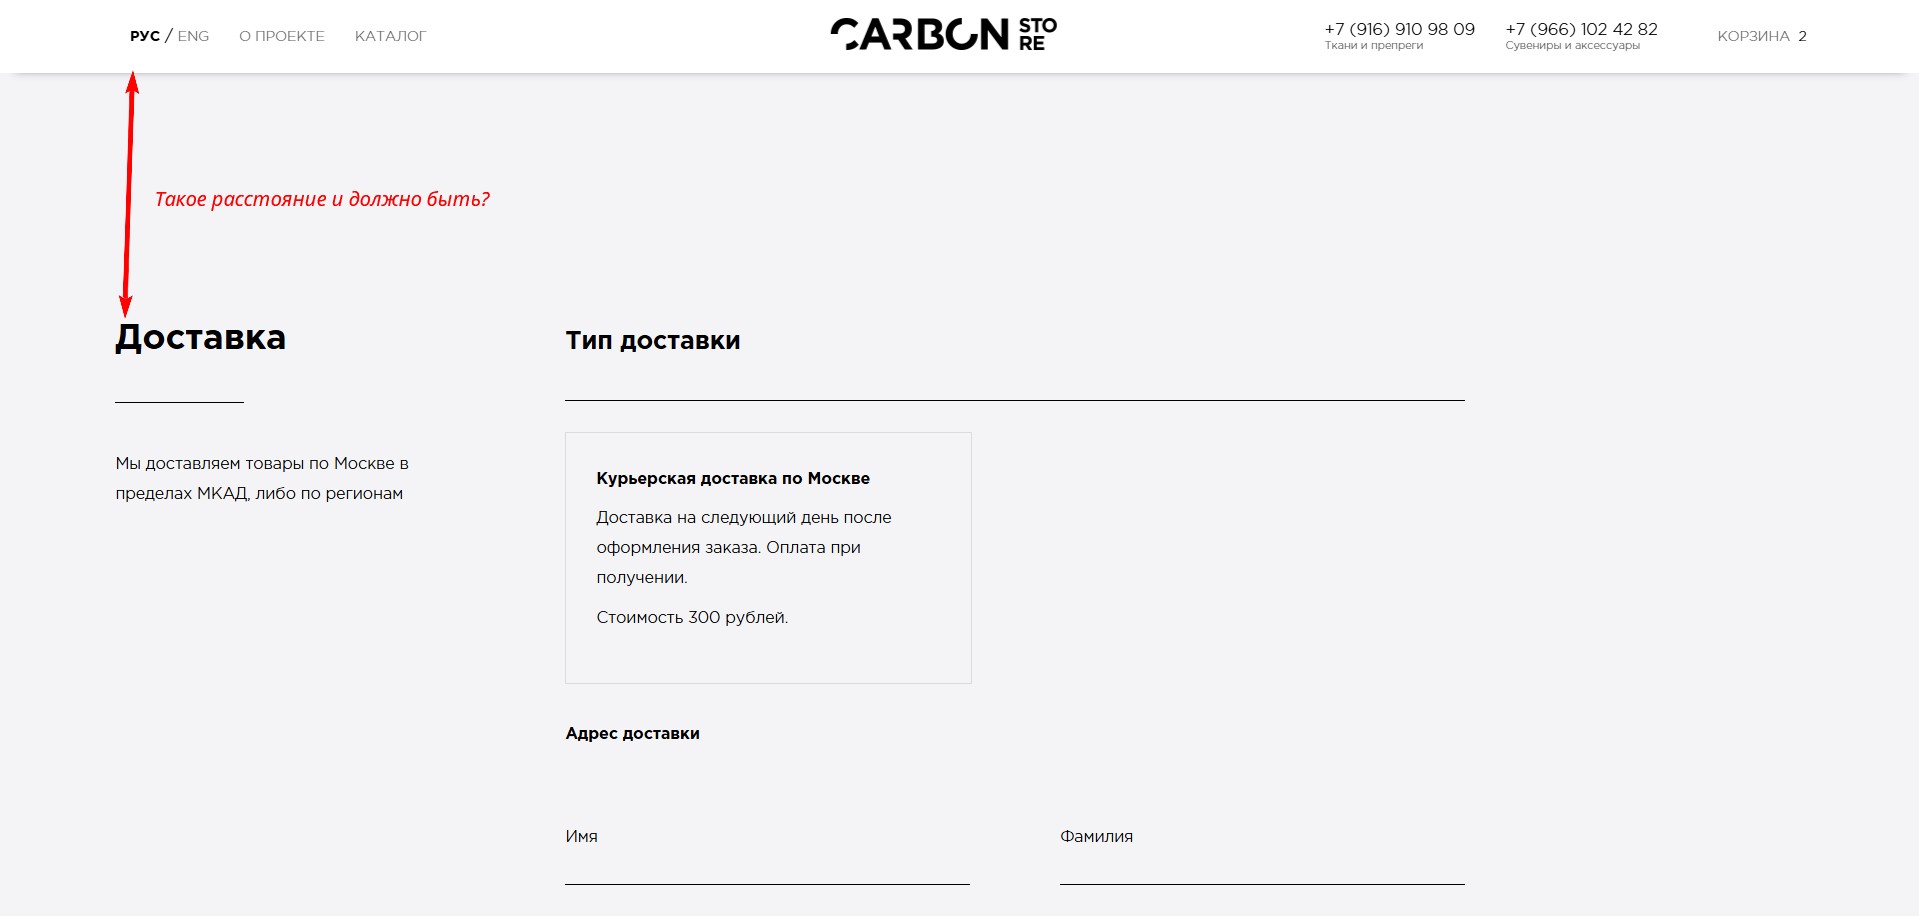 РУС / ENG О ПРОЕКТЕ КАТАЛОГ
CARBON STO
RE
+7 (916) 910 98 09
Ткани и препреги
+7 (966) 102 42 82
Сувениры и аксессуары
КОРЗИНА 2
Такое расстояние и должно быть?
Доставка
Мы доставляем товары по Москве в
пределах МКАД, либо по регионам
Тип доставки
Курьерская доставка по Москве
Доставка на следующий день после
оформления заказа. Оплата при
получении.
Стоимость 300 рублей.
Адрес доставки
Имя
Фамилия